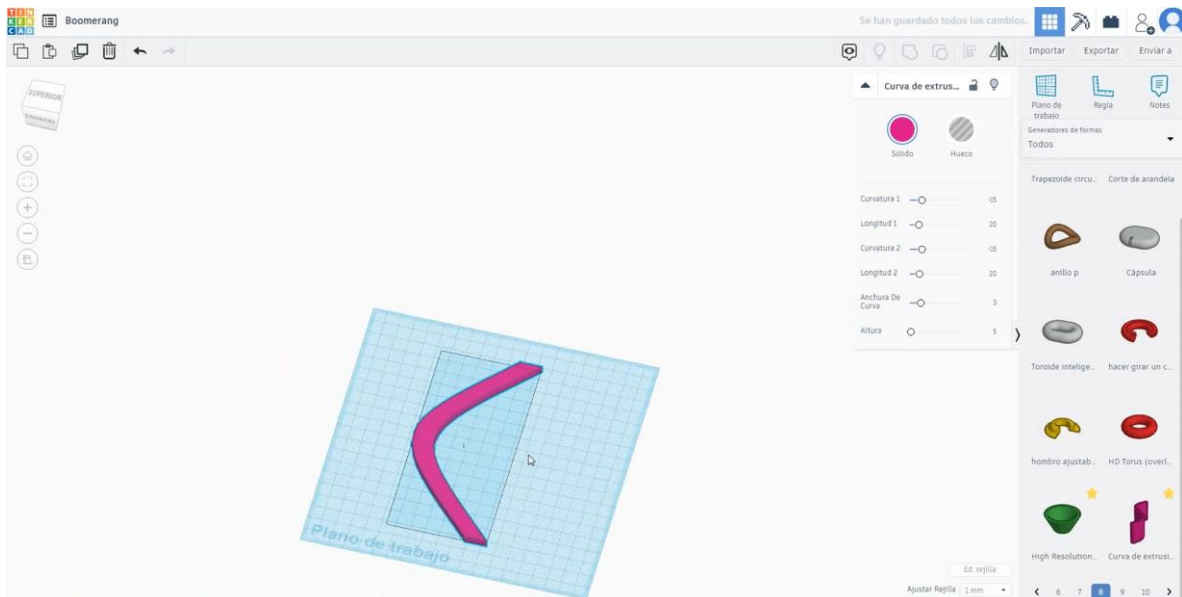 TIN
KER
CAD
Boomerang
Se han guardado todos los cambios.
Importar
Exportar
Enviar a
SUPERIOR
FRONTAL
Curva de extrus...
Sólido
Hueco
Curvatura 1
-15
Longitud 1
20
Curvatura 2
-15
Longitud 2
20
Anchura De
Curva
3
Altura
5
Plano de
trabajo
Regla
Notes
Generadores de formas
Todos
Trapezoide circu...
Corte de arandela
anillo p
Cápsula
Toroide intelige...
hacer girar un c...
hombro ajustab...
HD Torus (overl...
High Resolution...
Curva de extrusi...
6 7 8 9 10
Plano de trabajo
Ed. rejilla
Ajustar Rejilla
1 mm